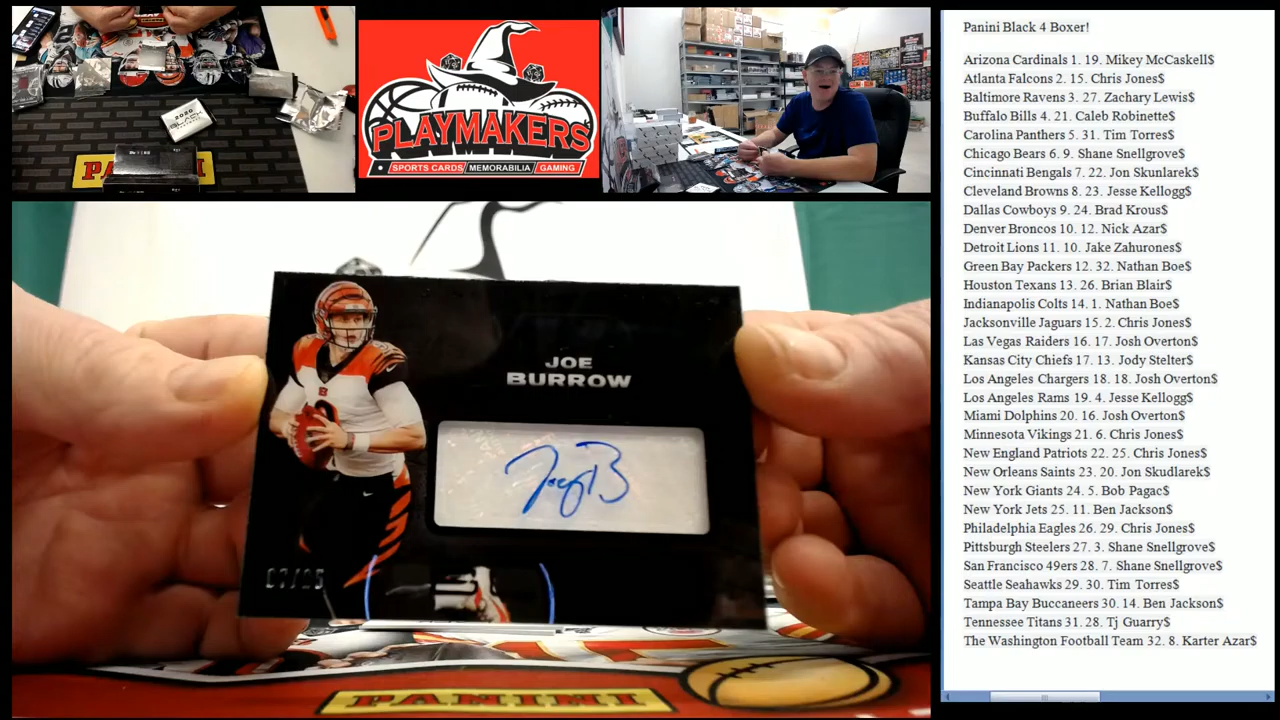 2020
BLACK
PANINI
PLAYMAKERS
SPORTS CARDS MEMORABILIA GAMING
JOE
BURROW
Joey B
PANINI
Panini Black 4 Boxer!
Arizona Cardinals 1. 19. Mikey McCaskell$
Atlanta Falcons 2. 15. Chris Jones$
Baltimore Ravens 3. 27. Zachary Lewis$
Buffalo Bills 4. 21. Caleb Robinette$
Carolina Panthers 5. 31. Tim Torres$
Chicago Bears 6. 9. Shane Snellgrove$
Cincinnati Bengals 7. 22. Jon Skunlarek$
Cleveland Browns 8. 23. Jesse Kellogg$
Dallas Cowboys 9. 24. Brad Krous$
Denver Broncos 10. 12. Nick Azar$
Detroit Lions 11. 10. Jake Zahurones$
Green Bay Packers 12. 32. Nathan Boe$
Houston Texans 13. 26. Brian Blair$
Indianapolis Colts 14. 1. Nathan Boe$
Jacksonville Jaguars 15. 2. Chris Jones$
Las Vegas Raiders 16. 17. Josh Overton$
Kansas City Chiefs 17. 13. Jody Stelter$
Los Angeles Chargers 18. 18. Josh Overton$
Los Angeles Rams 19. 4. Jesse Kellogg$
Miami Dolphins 20. 16. Josh Overton$
Minnesota Vikings 21. 6. Chris Jones$
New England Patriots 22. 25. Chris Jones$
New Orleans Saints 23. 20. Jon Skudlarek$
New York Giants 24. 5. Bob Pagac$
New York Jets 25. 11. Ben Jackson$
Philadelphia Eagles 26. 29. Chris Jones$
Pittsburgh Steelers 27. 3. Shane Snellgrove$
San Francisco 49ers 28. 7. Shane Snellgrove$
Seattle Seahawks 29. 30. Tim Torres$
Tampa Bay Buccaneers 30. 14. Ben Jackson$
Tennessee Titans 31. 28. Tj Guarry$
The Washington Football Team 32. 8. Karter Azar$